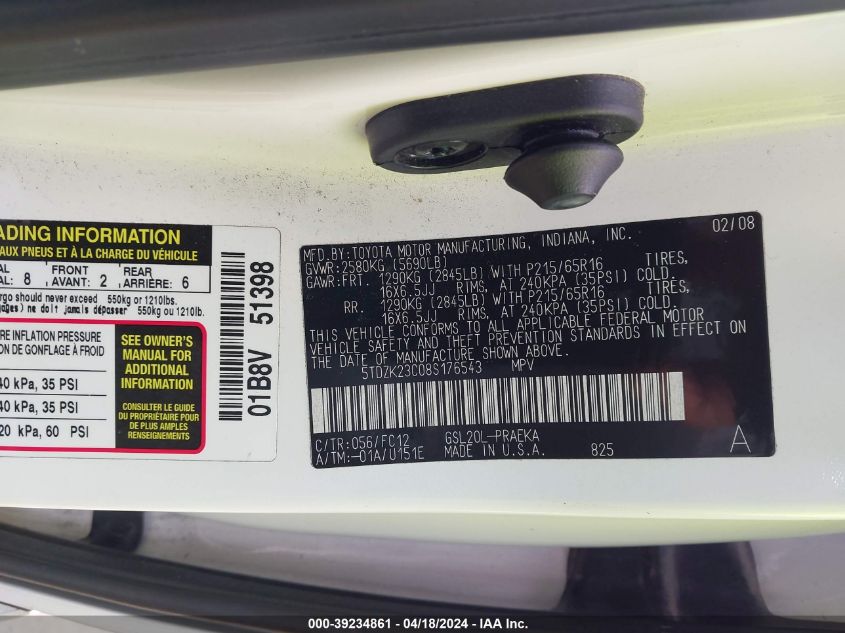 ADING INFORMATION
AUX PNEUS ET À LA CHARGE DU VÉHICULE
AL FRONT REAR
AL: 8 AVANT: 2 ARRIÈRE: 6
rgo should never exceed 550kg or 1210lbs.
gages) ne doit jamais dépasser 550kg ou 1210lb.
RE INFLATION PRESSURE
ON DE GONFLAGE À FROID
40 kPa, 35 PSI
40 kPa, 35 PSI
20 kPa, 60 PSI
SEE OWNER'S
MANUAL FOR
ADDITIONAL
INFORMATION
CONSULTER LE GUIDE
DU PROPRIÉTAIRE POUR
DE PLUS AMPLES
RENSEIGNEMENTS
01B8V 51398
02/08
MFD. BY: TOYOTA MOTOR MANUFACTURING, INDIANA, INC.
GVWR: 2580KG (5690LB)
GAWR: FRT. 1290KG (2845LB) WITH P215/65R16 TIRES,
16X6.5JJ RIMS, AT 240KPA (35PSI) COLD.
RR. 1290KG (2845LB) WITH P215/65R16 TIRES,
16X6.5JJ RIMS, AT 240KPA (35PSI) COLD.
THIS VEHICLE CONFORMS TO ALL APPLICABLE FEDERAL MOTOR
VEHICLE SAFETY AND THEFT PREVENTION STANDARDS IN EFFECT ON
THE DATE OF MANUFACTURE SHOWN ABOVE.
5TDZK23C08S176543 MPV
C/TR: 056/FC12 GSL20L-PRAEKA
A/TM: -01A/U151E MADE IN U.S.A. 825
A
000-39234861 / 04/18/2024 - IAA Inc.